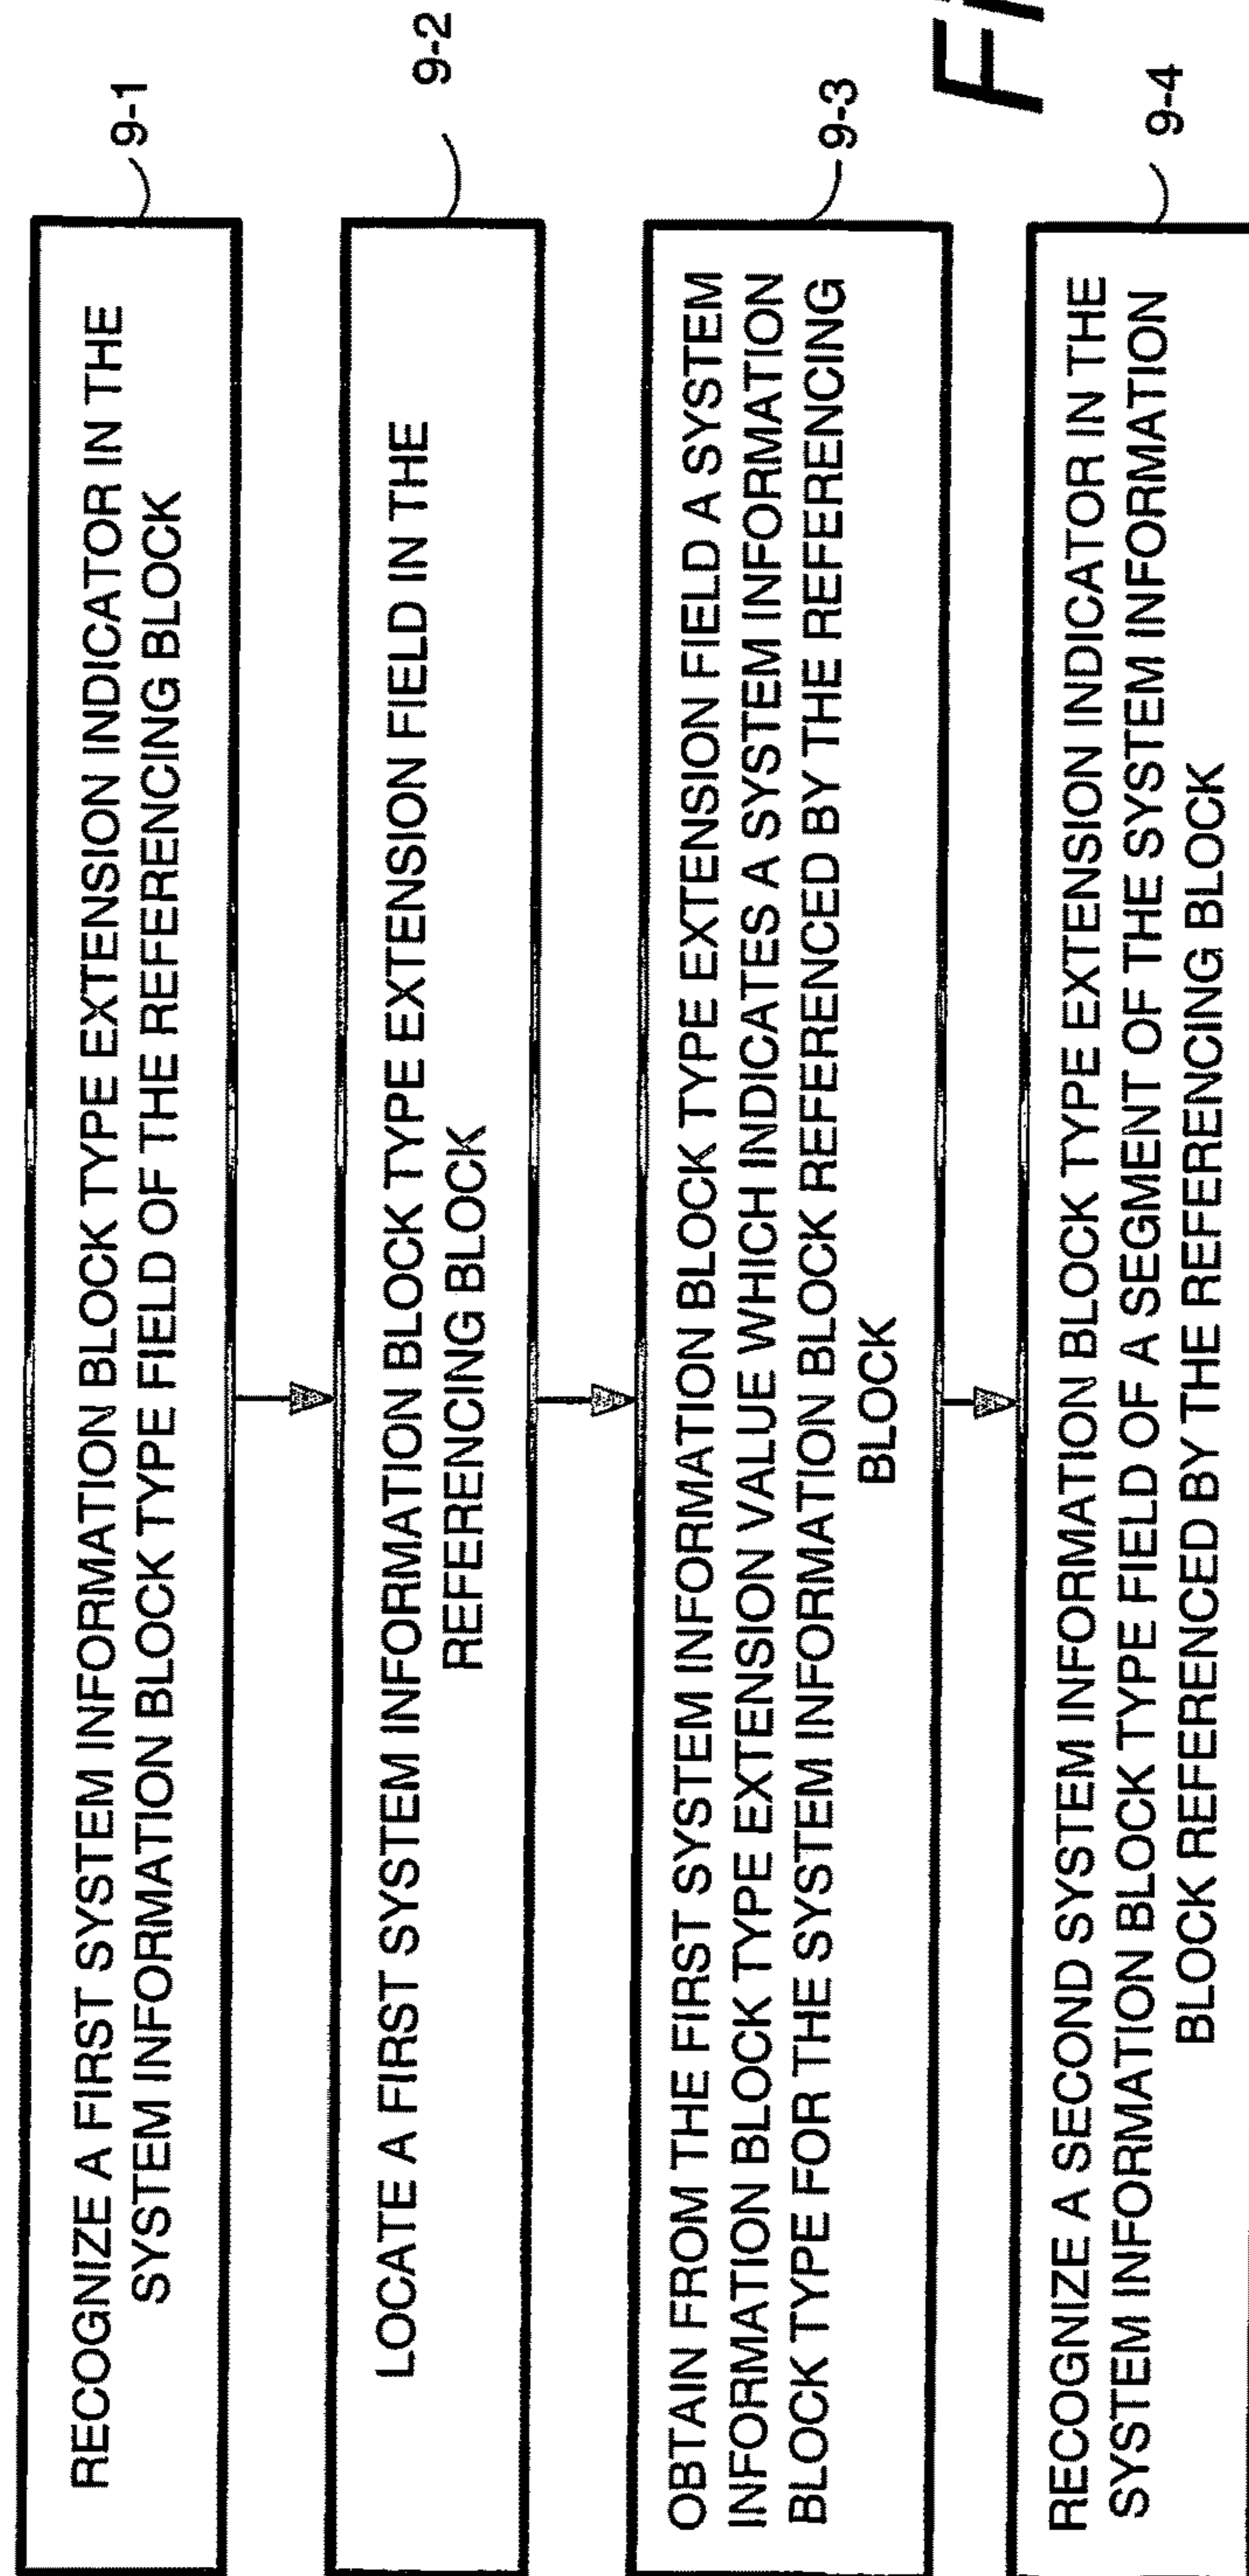 RECOGNIZE A FIRST SYSTEM INFORMATION BLOCK TYPE EXTENSION INDICATOR IN THE
SYSTEM INFORMATION BLOCK TYPE FIELD OF THE REFERENCING BLOCK
9-1
LOCATE A FIRST SYSTEM INFORMATION BLOCK TYPE EXTENSION FIELD IN THE
REFERENCING BLOCK
9-2
OBTAIN FROM THE FIRST SYSTEM INFORMATION BLOCK TYPE EXTENSION FIELD A SYSTEM
INFORMATION BLOCK TYPE EXTENSION VALUE WHICH INDICATES A SYSTEM INFORMATION
BLOCK TYPE FOR THE SYSTEM INFORMATION BLOCK REFERENCED BY THE REFERENCING
BLOCK
9-3
RECOGNIZE A SECOND SYSTEM INFORMATION BLOCK TYPE EXTENSION INDICATOR IN THE
SYSTEM INFORMATION BLOCK TYPE FIELD OF A SEGMENT OF THE SYSTEM INFORMATION
BLOCK REFERENCED BY THE REFERENCING BLOCK
9-4